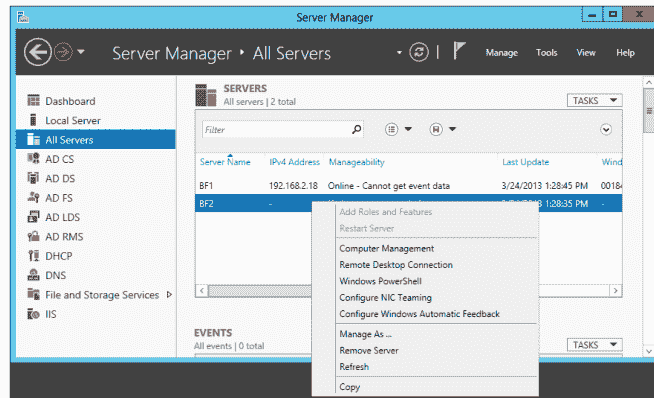 Server Manager
Server Manager ‣ All Servers
Manage Tools View Help
Dashboard
Local Server
All Servers
AD CS
AD DS
AD FS
AD LDS
AD RMS
DHCP
DNS
File and Storage Services
IIS
SERVERS
All servers | 2 total
TASKS
Filter
Server Name IPv4 Address Manageability Last Update Wind
BF1 192.168.2.18 Online - Cannot get event data 3/24/2013 1:28:45 PM 0018
BF2 - 1:28:35 PM -
Add Roles and Features
Restart Server
Computer Management
Remote Desktop Connection
Windows PowerShell
Configure NIC Teaming
Configure Windows Automatic Feedback
Manage As ...
Remove Server
Refresh
Copy
EVENTS
All events | 0 total
TASKS